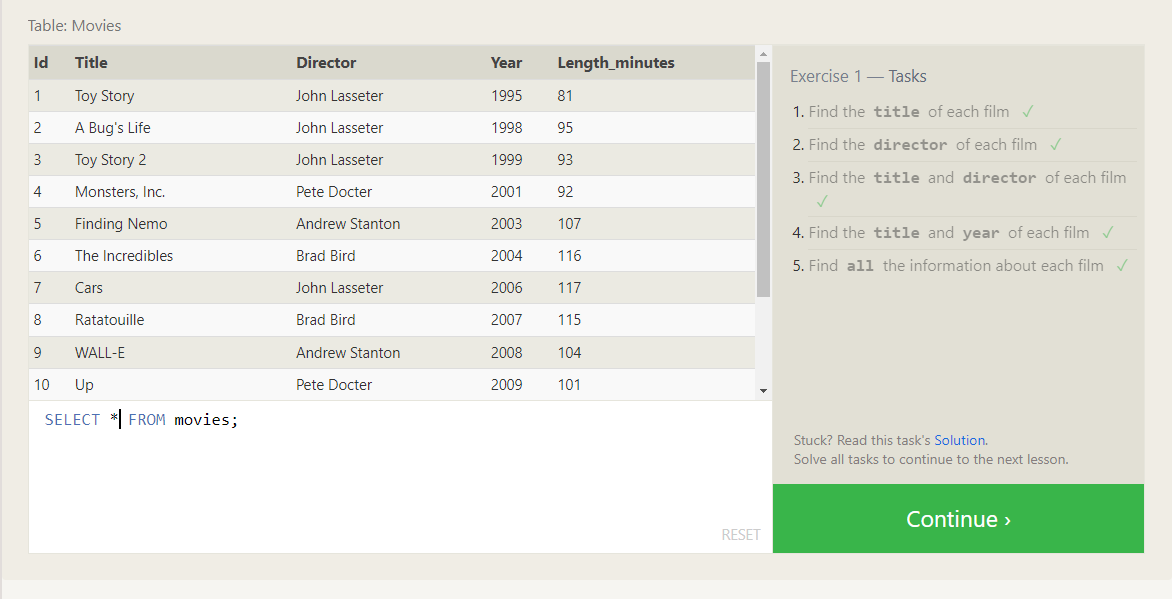 Table: Movies
Id Title Director Year Length_minutes
1 Toy Story John Lasseter 1995 81
2 A Bug's Life John Lasseter 1998 95
3 Toy Story 2 John Lasseter 1999 93
4 Monsters, Inc. Pete Docter 2001 92
5 Finding Nemo Andrew Stanton 2003 107
6 The Incredibles Brad Bird 2004 116
7 Cars John Lasseter 2006 117
8 Ratatouille Brad Bird 2007 115
9 WALL-E Andrew Stanton 2008 104
10 Up Pete Docter 2009 101
SELECT * FROM movies;
RESET
Exercise 1 — Tasks
1. Find the title of each film ✓
2. Find the director of each film ✓
3. Find the title and director of each film
✓
4. Find the title and year of each film ✓
5. Find all the information about each film ✓
Stuck? Read this task's Solution.
Solve all tasks to continue to the next lesson.
Continue ›